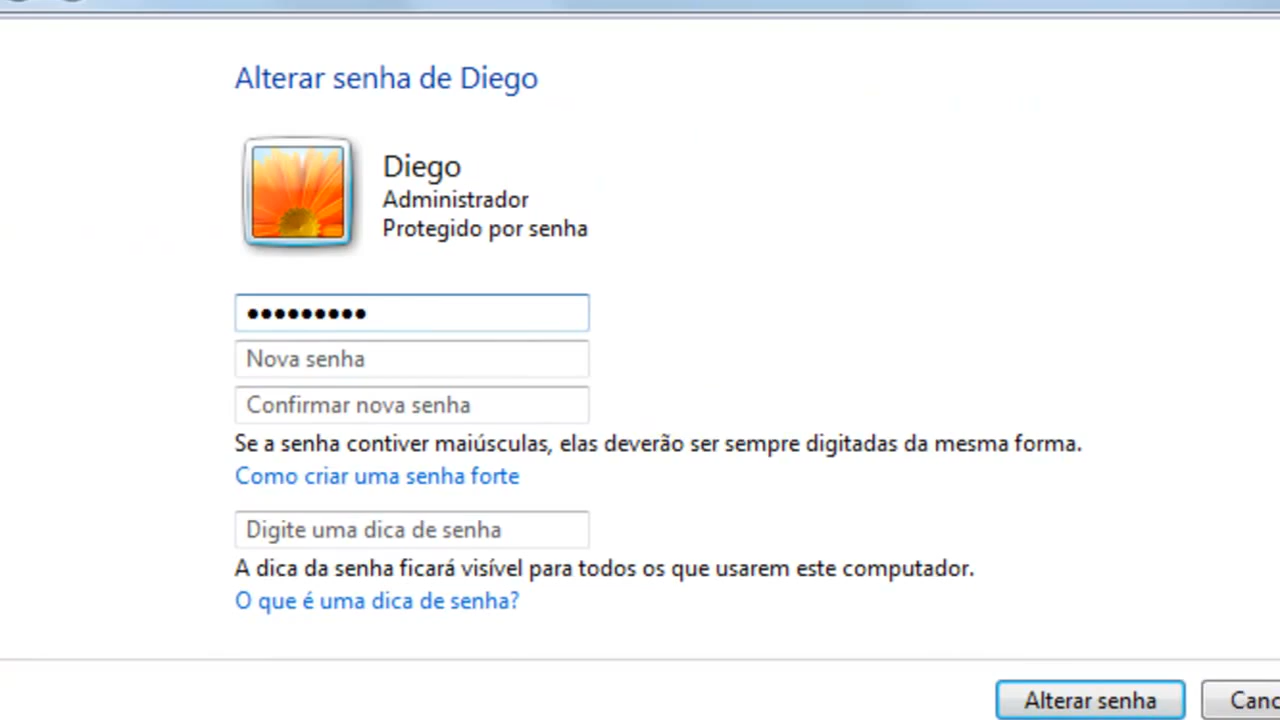 Alterar senha de Diego
Diego
Administrador
Protegido por senha
•••••••••
Nova senha
Confirmar nova senha
Se a senha contiver maiúsculas, elas deverão ser sempre digitadas da mesma forma.
Como criar uma senha forte
Digite uma dica de senha
A dica da senha ficará visível para todos os que usarem este computador.
O que é uma dica de senha?
Alterar senha
Canc